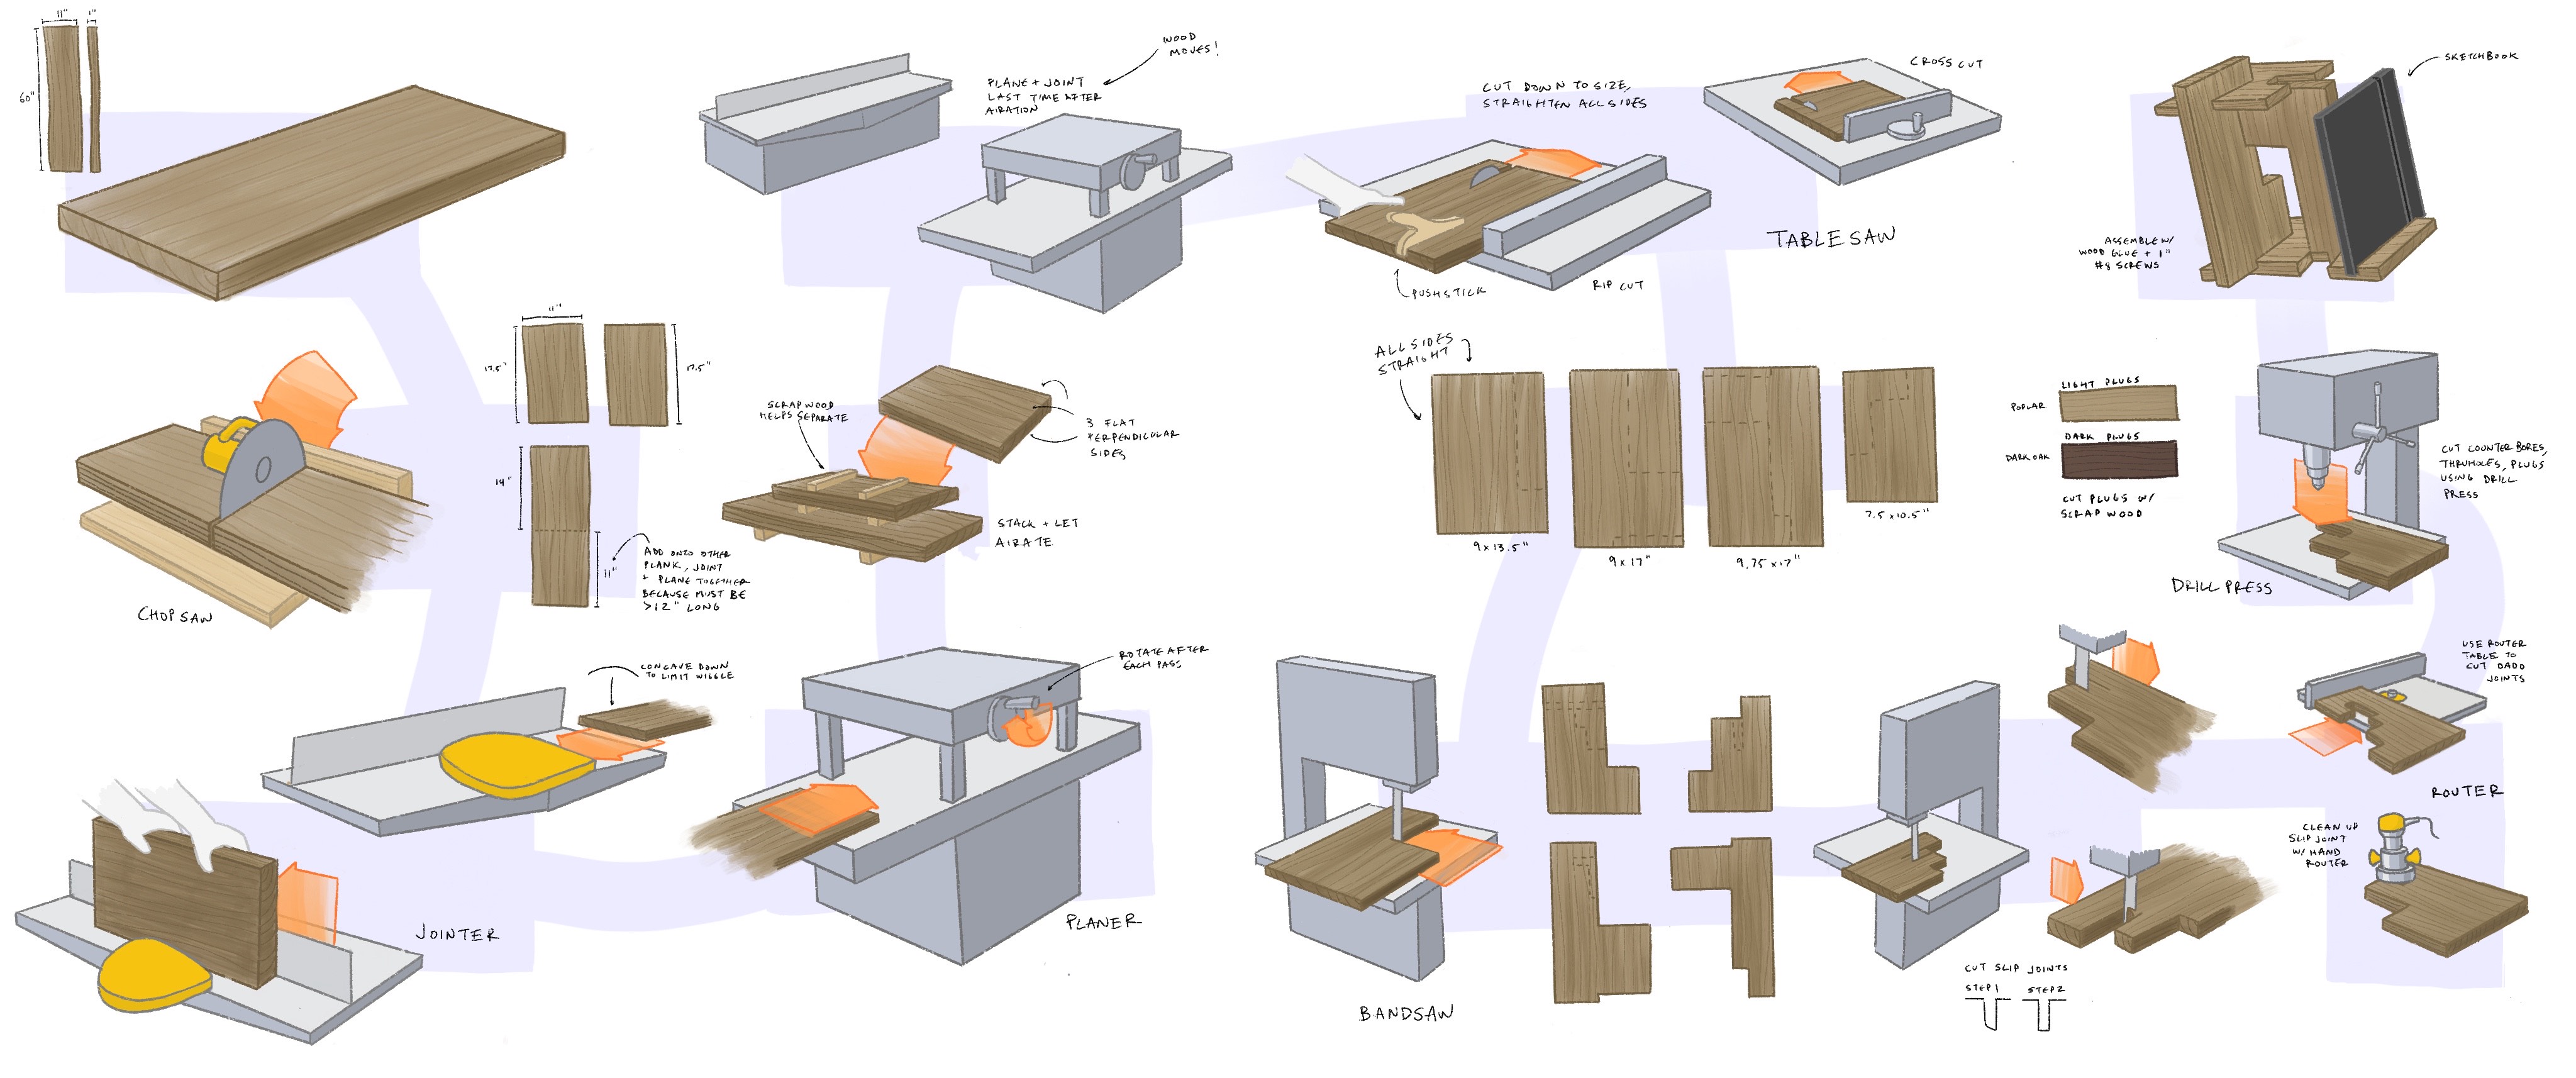 11"
1"
60"
CHOP SAW
11"
17.5"
17.5"
14"
11"
ADD ONTO OTHER
PLANK, JOINT
+ PLANE TOGETHER
BECAUSE MUST BE
>12" LONG
CONCAVE DOWN
TO LIMIT WIGGLE
JOINTER
ROTATE AFTER
EACH PASS
PLANER
SCRAP WOOD
HELPS SEPARATE
3 FLAT
PERPENDICULAR
SIDES
STACK + LET
AIRATE
WOOD
MOVES!
PLANE + JOINT
LAST TIME AFTER
AIRATION
CUT DOWN TO SIZE,
STRAIGHTEN ALL SIDES
CROSS CUT
TABLE SAW
RIP CUT
PUSHSTICK
ALL SIDES
STRAIGHT
9 x 13.5"
9 x 17"
9.75 x 17"
7.5 x 10.5"
BANDSAW
CUT SLIP JOINTS
STEP 1
STEP 2
USE ROUTER
TABLE TO
CUT DADO
JOINTS
ROUTER
CLEAN UP
SLIP JOINT
W/ HAND
ROUTER
LIGHT PLUGS
POPLAR
DARK PLUGS
DARK OAK
CUT PLUGS W/
SCRAP WOOD
CUT COUNTER BORES,
THRUHOLES, PLUGS
USING DRILL
PRESS
DRILL PRESS
SKETCHBOOK
ASSEMBLE W/
WOOD GLUE + 1"
#8 SCREWS